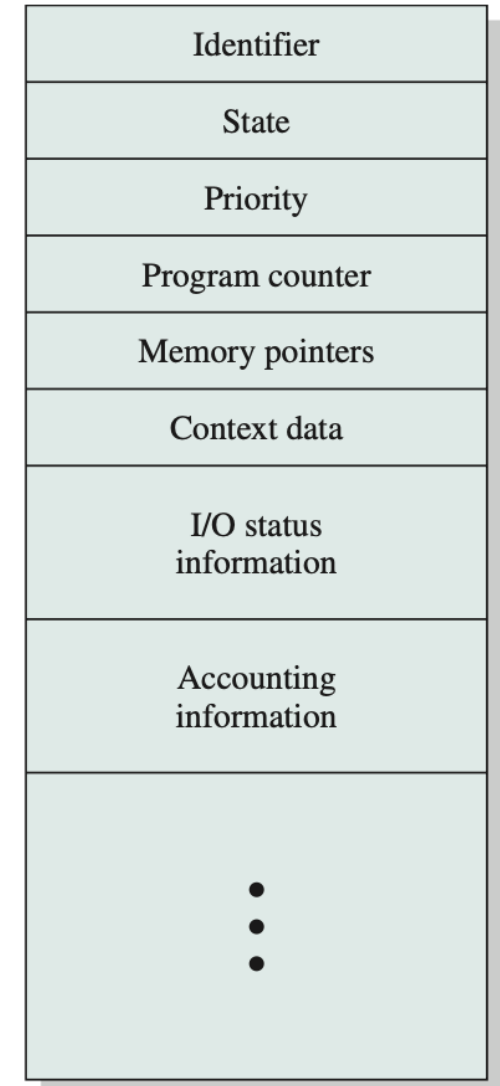 Identifier
State
Priority
Program counter
Memory pointers
Context data
I/O status
information
Accounting
information